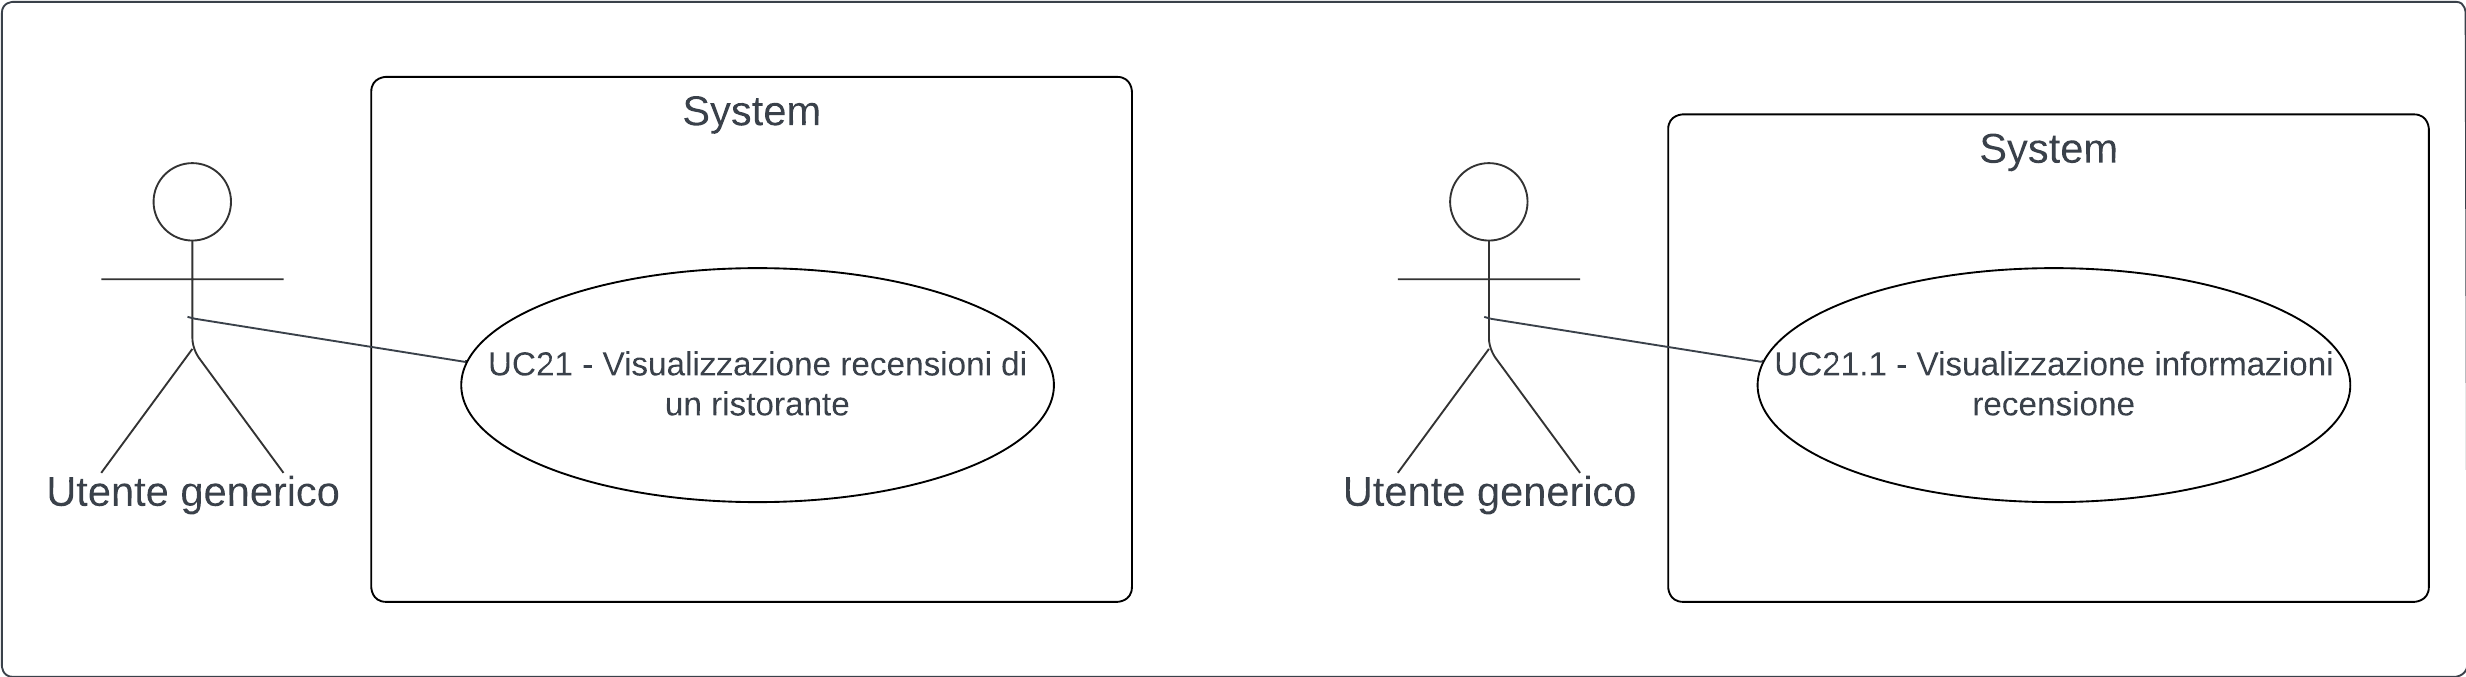 System
UC21 - Visualizzazione recensioni di
un ristorante
Utente generico
System
UC21.1 - Visualizzazione informazioni
recensione
Utente generico